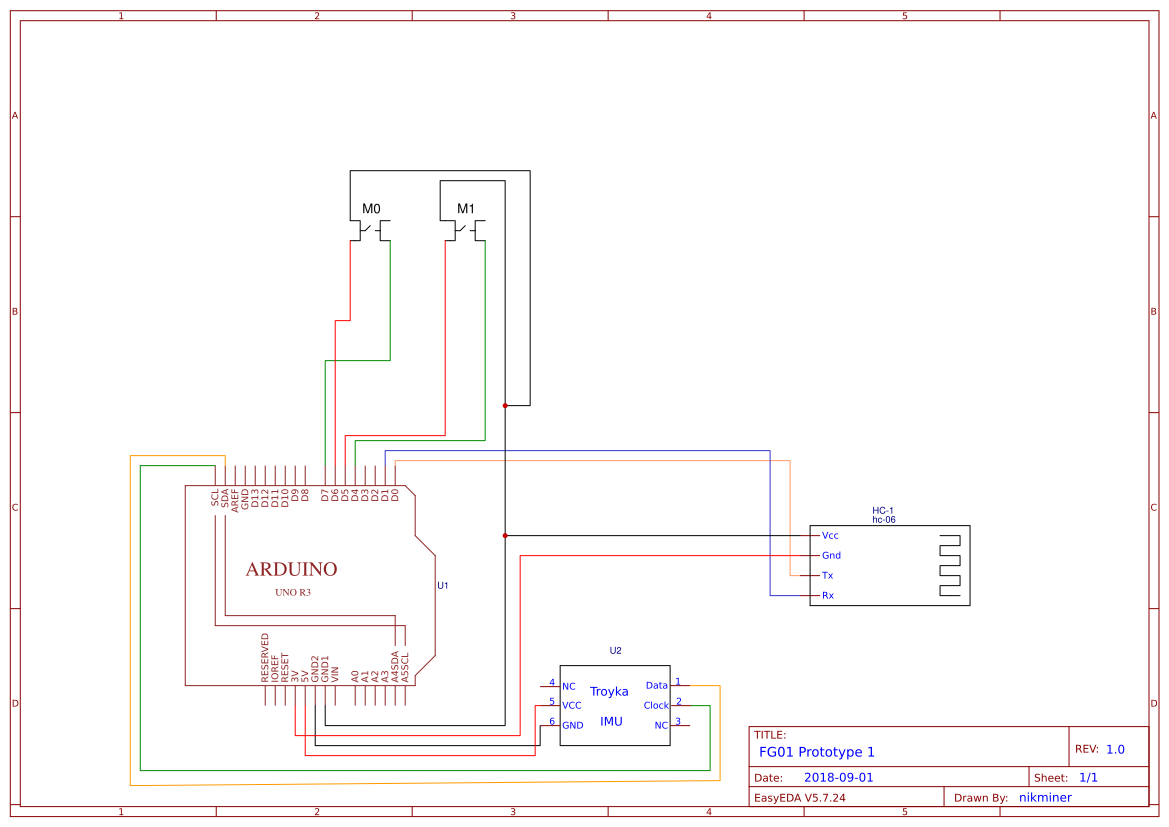 1 2 3 4 5
A A
M0 M1
B B
SCL SDA AREF GND D13 D12 D11 D10 D9 D8 D7 D6 D5 D4 D3 D2 D1 D0
C C
HC-1
hc-06
Vcc
Gnd
Tx
Rx
ARDUINO
UNO R3
U1
RESERVED IOREF RESET 3V 5V GND2 GND1 VIN A0 A1 A2 A3 A4SDA A5SCL
U2
4 NC Data 1
Troyka
5 VCC Clock 2
IMU
6 GND NC 3
D D
TITLE:
FG01 Prototype 1
REV: 1.0
Date: 2018-09-01
Sheet: 1/1
EasyEDA V5.7.24
Drawn By: nikminer
1 2 3 4 5